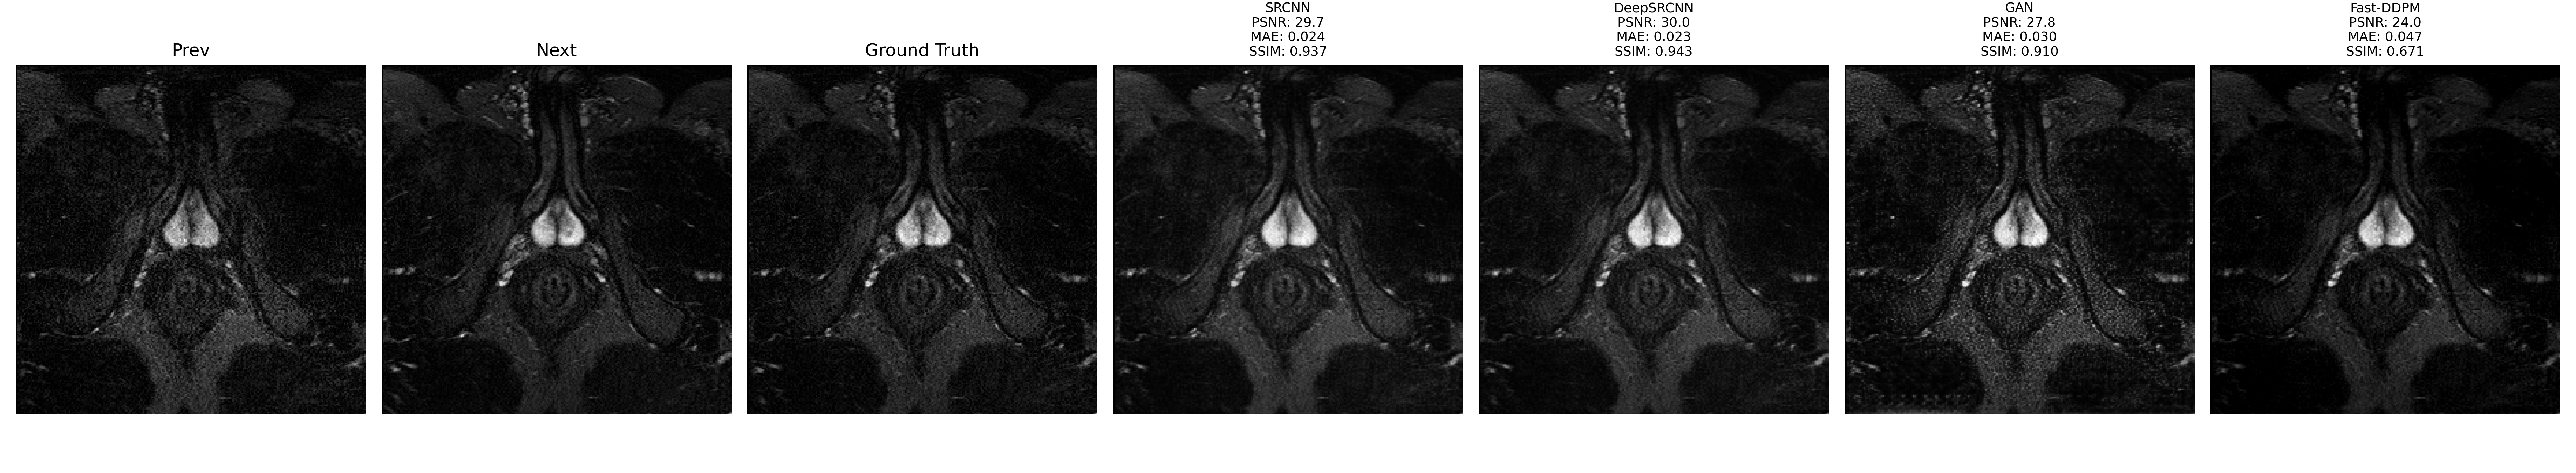 Prev
Next
Ground Truth
SRCNN
PSNR: 29.7
MAE: 0.024
SSIM: 0.937
DeepSRCNN
PSNR: 30.0
MAE: 0.023
SSIM: 0.943
GAN
PSNR: 27.8
MAE: 0.030
SSIM: 0.910
Fast-DDPM
PSNR: 24.0
MAE: 0.047
SSIM: 0.671